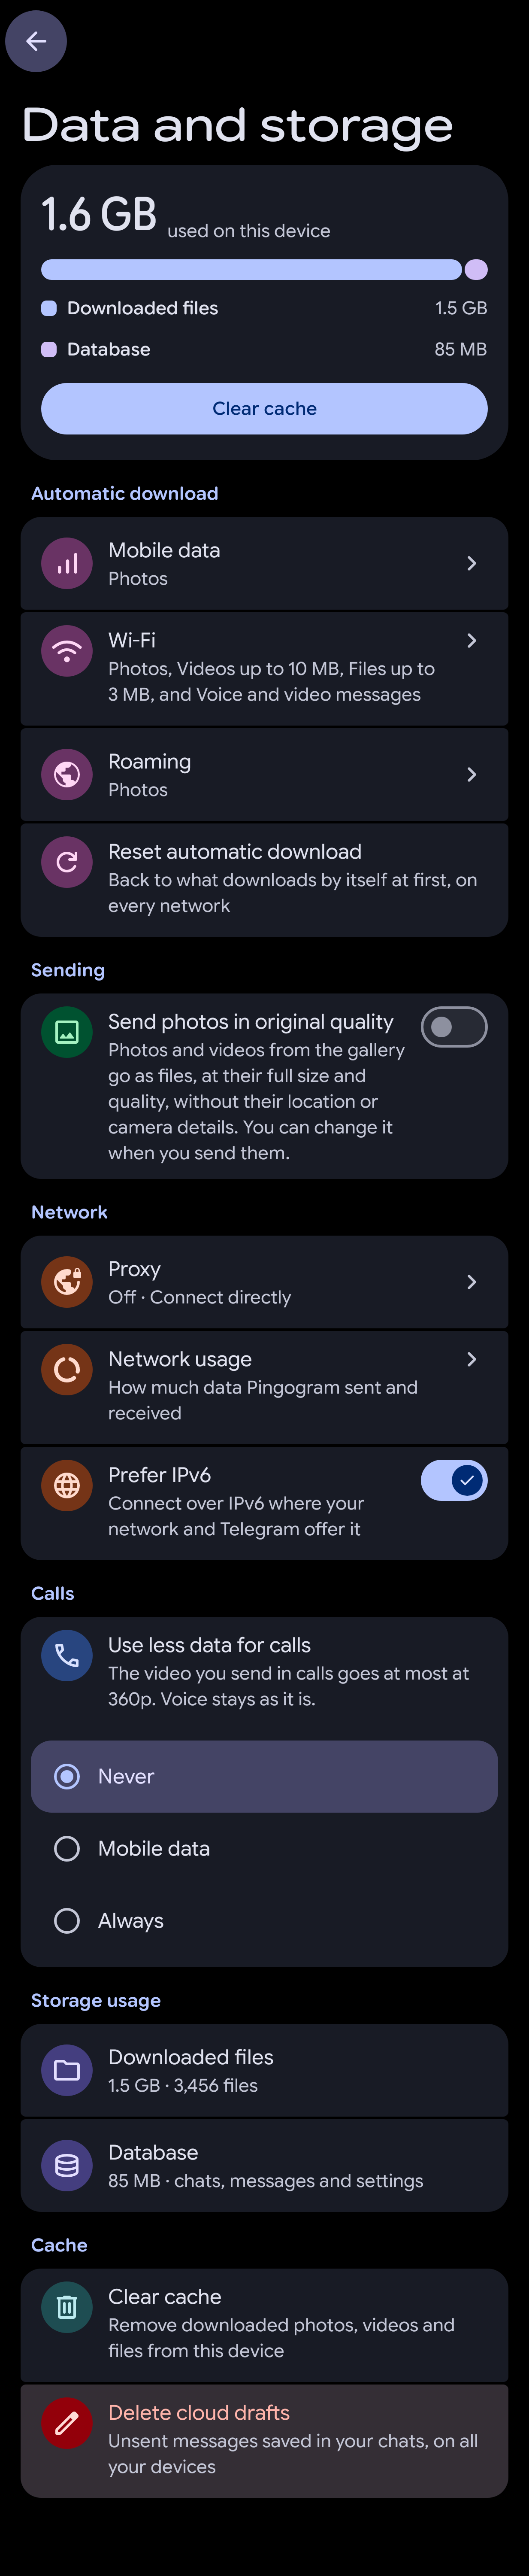 Data and storage
1.6 GB used on this device
Downloaded files 1.5 GB
Database 85 MB
Clear cache
Automatic download
Mobile data
Photos
Wi-Fi
Photos, Videos up to 10 MB, Files up to
3 MB, and Voice and video messages
Roaming
Photos
Reset automatic download
Back to what downloads by itself at first, on
every network
Sending
Send photos in original quality
Photos and videos from the gallery
go as files, at their full size and
quality, without their location or
camera details. You can change it
when you send them.
Network
Proxy
Off · Connect directly
Network usage
How much data Pingogram sent and
received
Prefer IPv6
Connect over IPv6 where your
network and Telegram offer it
Calls
Use less data for calls
The video you send in calls goes at most at
360p. Voice stays as it is.
Never
Mobile data
Always
Storage usage
Downloaded files
1.5 GB · 3,456 files
Database
85 MB · chats, messages and settings
Cache
Clear cache
Remove downloaded photos, videos and
files from this device
Delete cloud drafts
Unsent messages saved in your chats, on all
your devices